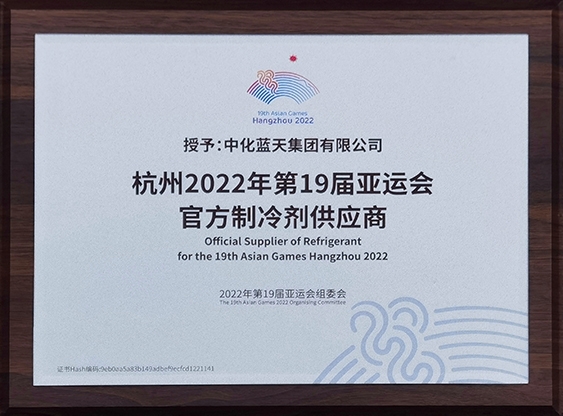 19th Asian Games
Hangzhou 2022
授予:中化蓝天集团有限公司
杭州2022年第19届亚运会
官方制冷剂供应商
Official Supplier of Refrigerant
for the 19th Asian Games Hangzhou 2022
2022年第19届亚运会组委会
The 19th Asian Games 2022 Organising Committee
证书Hash编码: